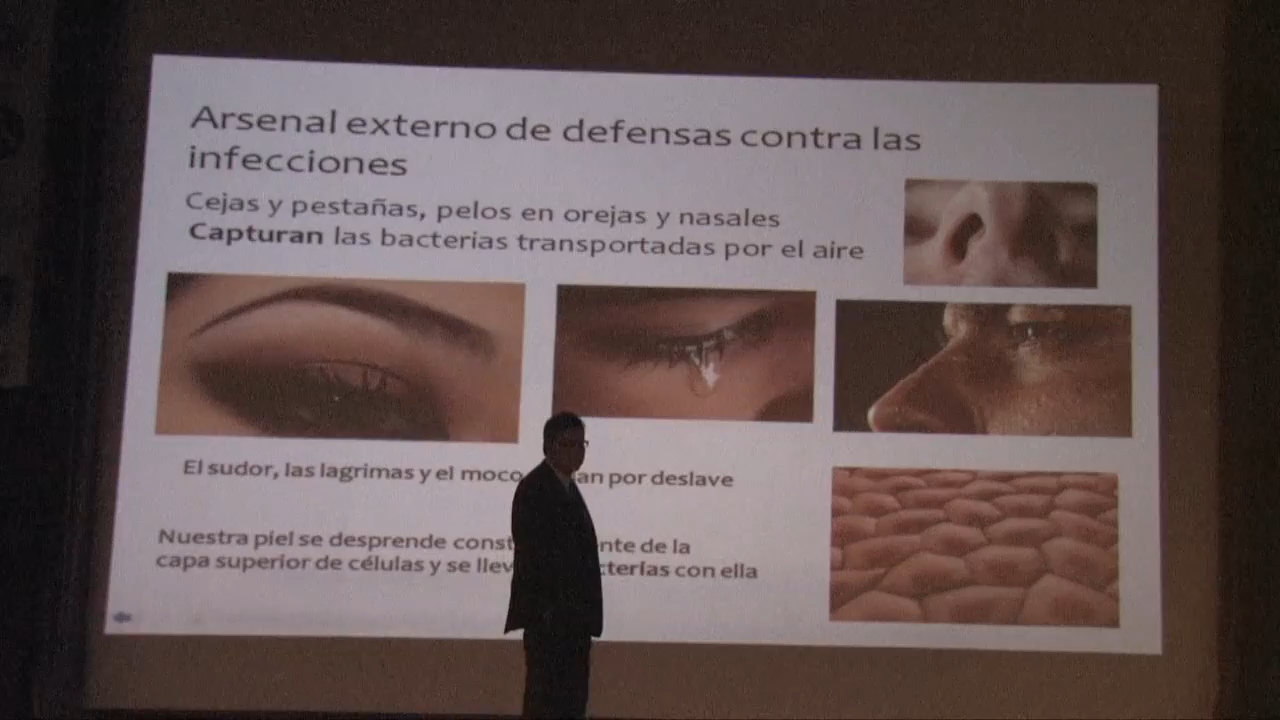 Arsenal externo de defensas contra las
infecciones
Cejas y pestañas, pelos en orejas y nasales
Capturan las bacterias transportadas por el aire
El sudor, las lagrimas y el moco an por deslave
Nuestra piel se desprende const nte de la
capa superior de células y se llev cterias con ella